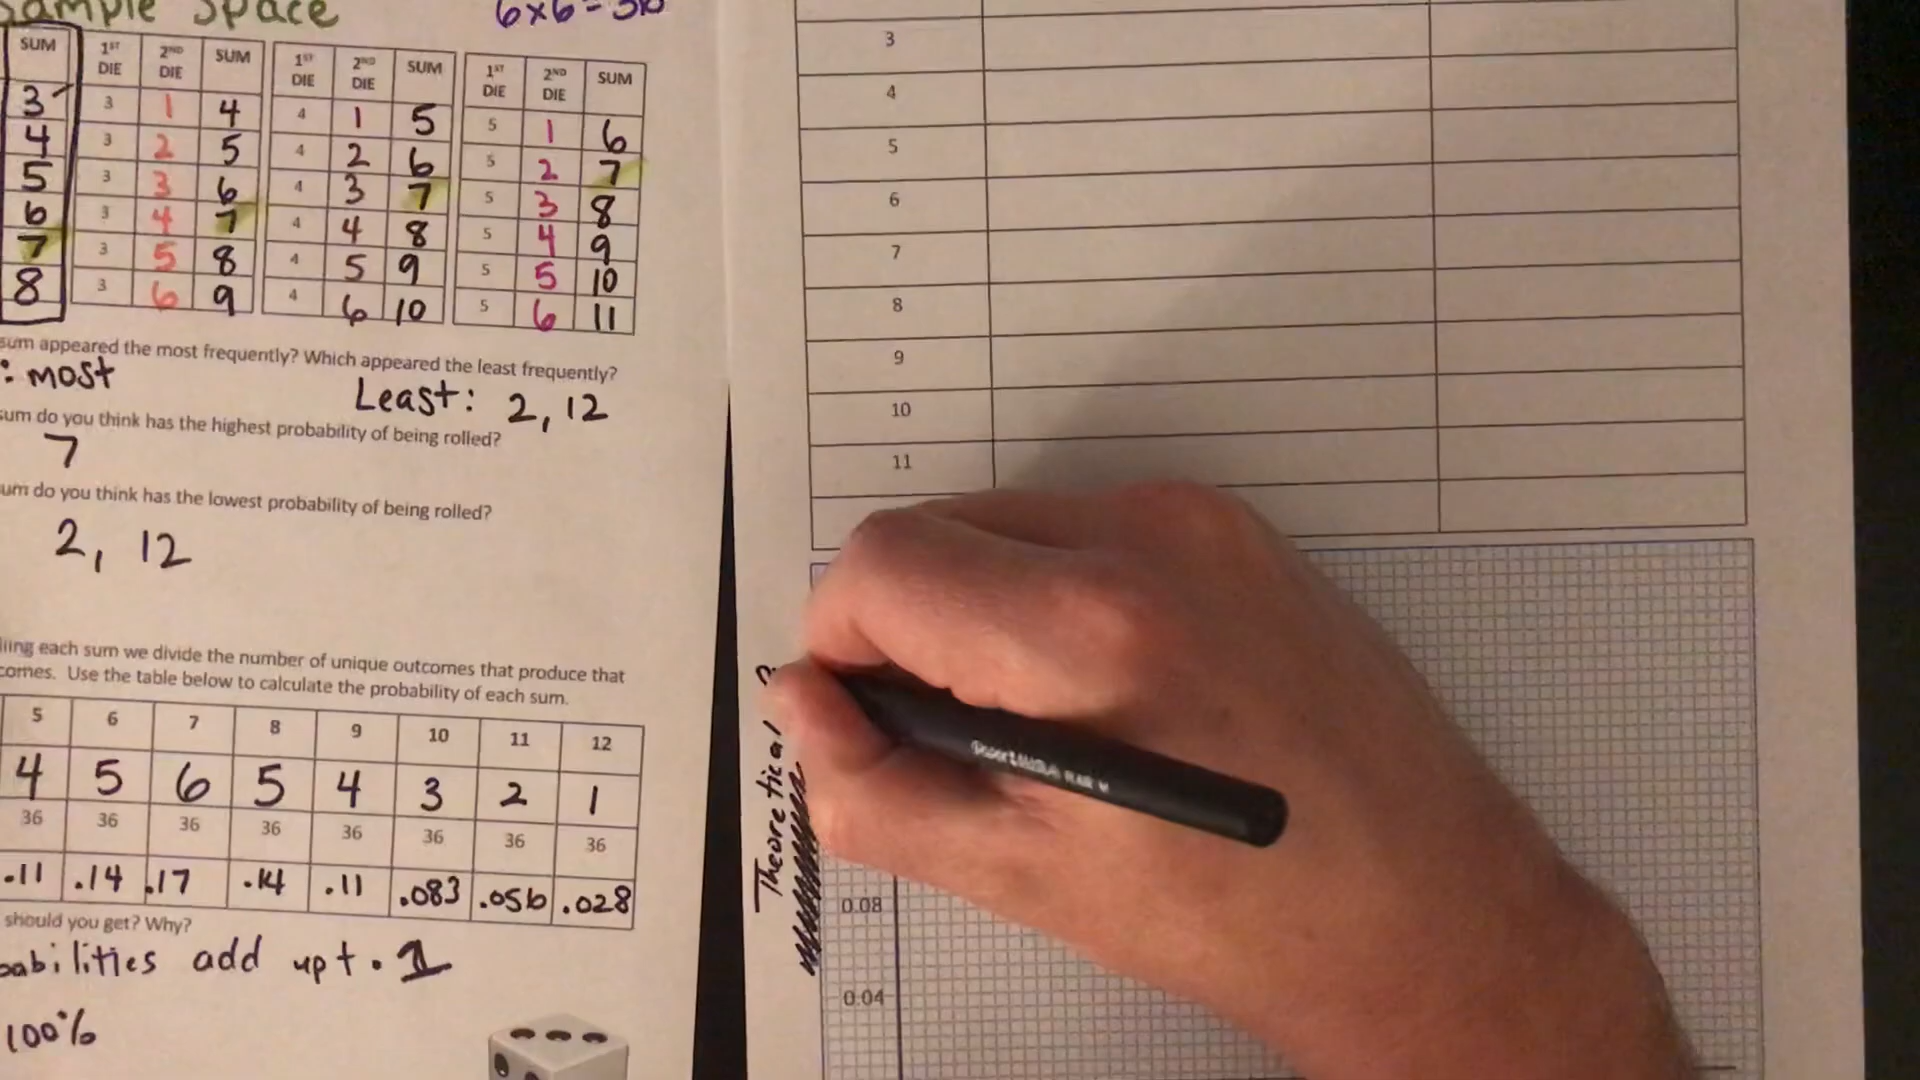 Sample Space
6x6=36
SUM
3
4
5
6
7
8
1ST DIE 2ND DIE SUM
3 1 4
3 2 5
3 3 6
3 4 7
3 5 8
3 6 9
1ST DIE 2ND DIE SUM
4 1 5
4 2 6
4 3 7
4 4 8
4 5 9
4 6 10
1ST DIE 2ND DIE SUM
5 1 6
5 2 7
5 3 8
5 4 9
5 5 10
5 6 11
sum appeared the most frequently? Which appeared the least frequently?
: most
Least: 2, 12
sum do you think has the highest probability of being rolled?
7
um do you think has the lowest probability of being rolled?
2, 12
lling each sum we divide the number of unique outcomes that produce that
comes. Use the table below to calculate the probability of each sum.
5 6 7 8 9 10 11 12
4 5 6 5 4 3 2 1
36 36 36 36 36 36 36 36
.11 .14 .17 .14 .11 .083 .056 .028
should you get? Why?
babilities add up to 1
100%
3
4
5
6
7
8
9
10
11
Theoretical
0.08
0.04